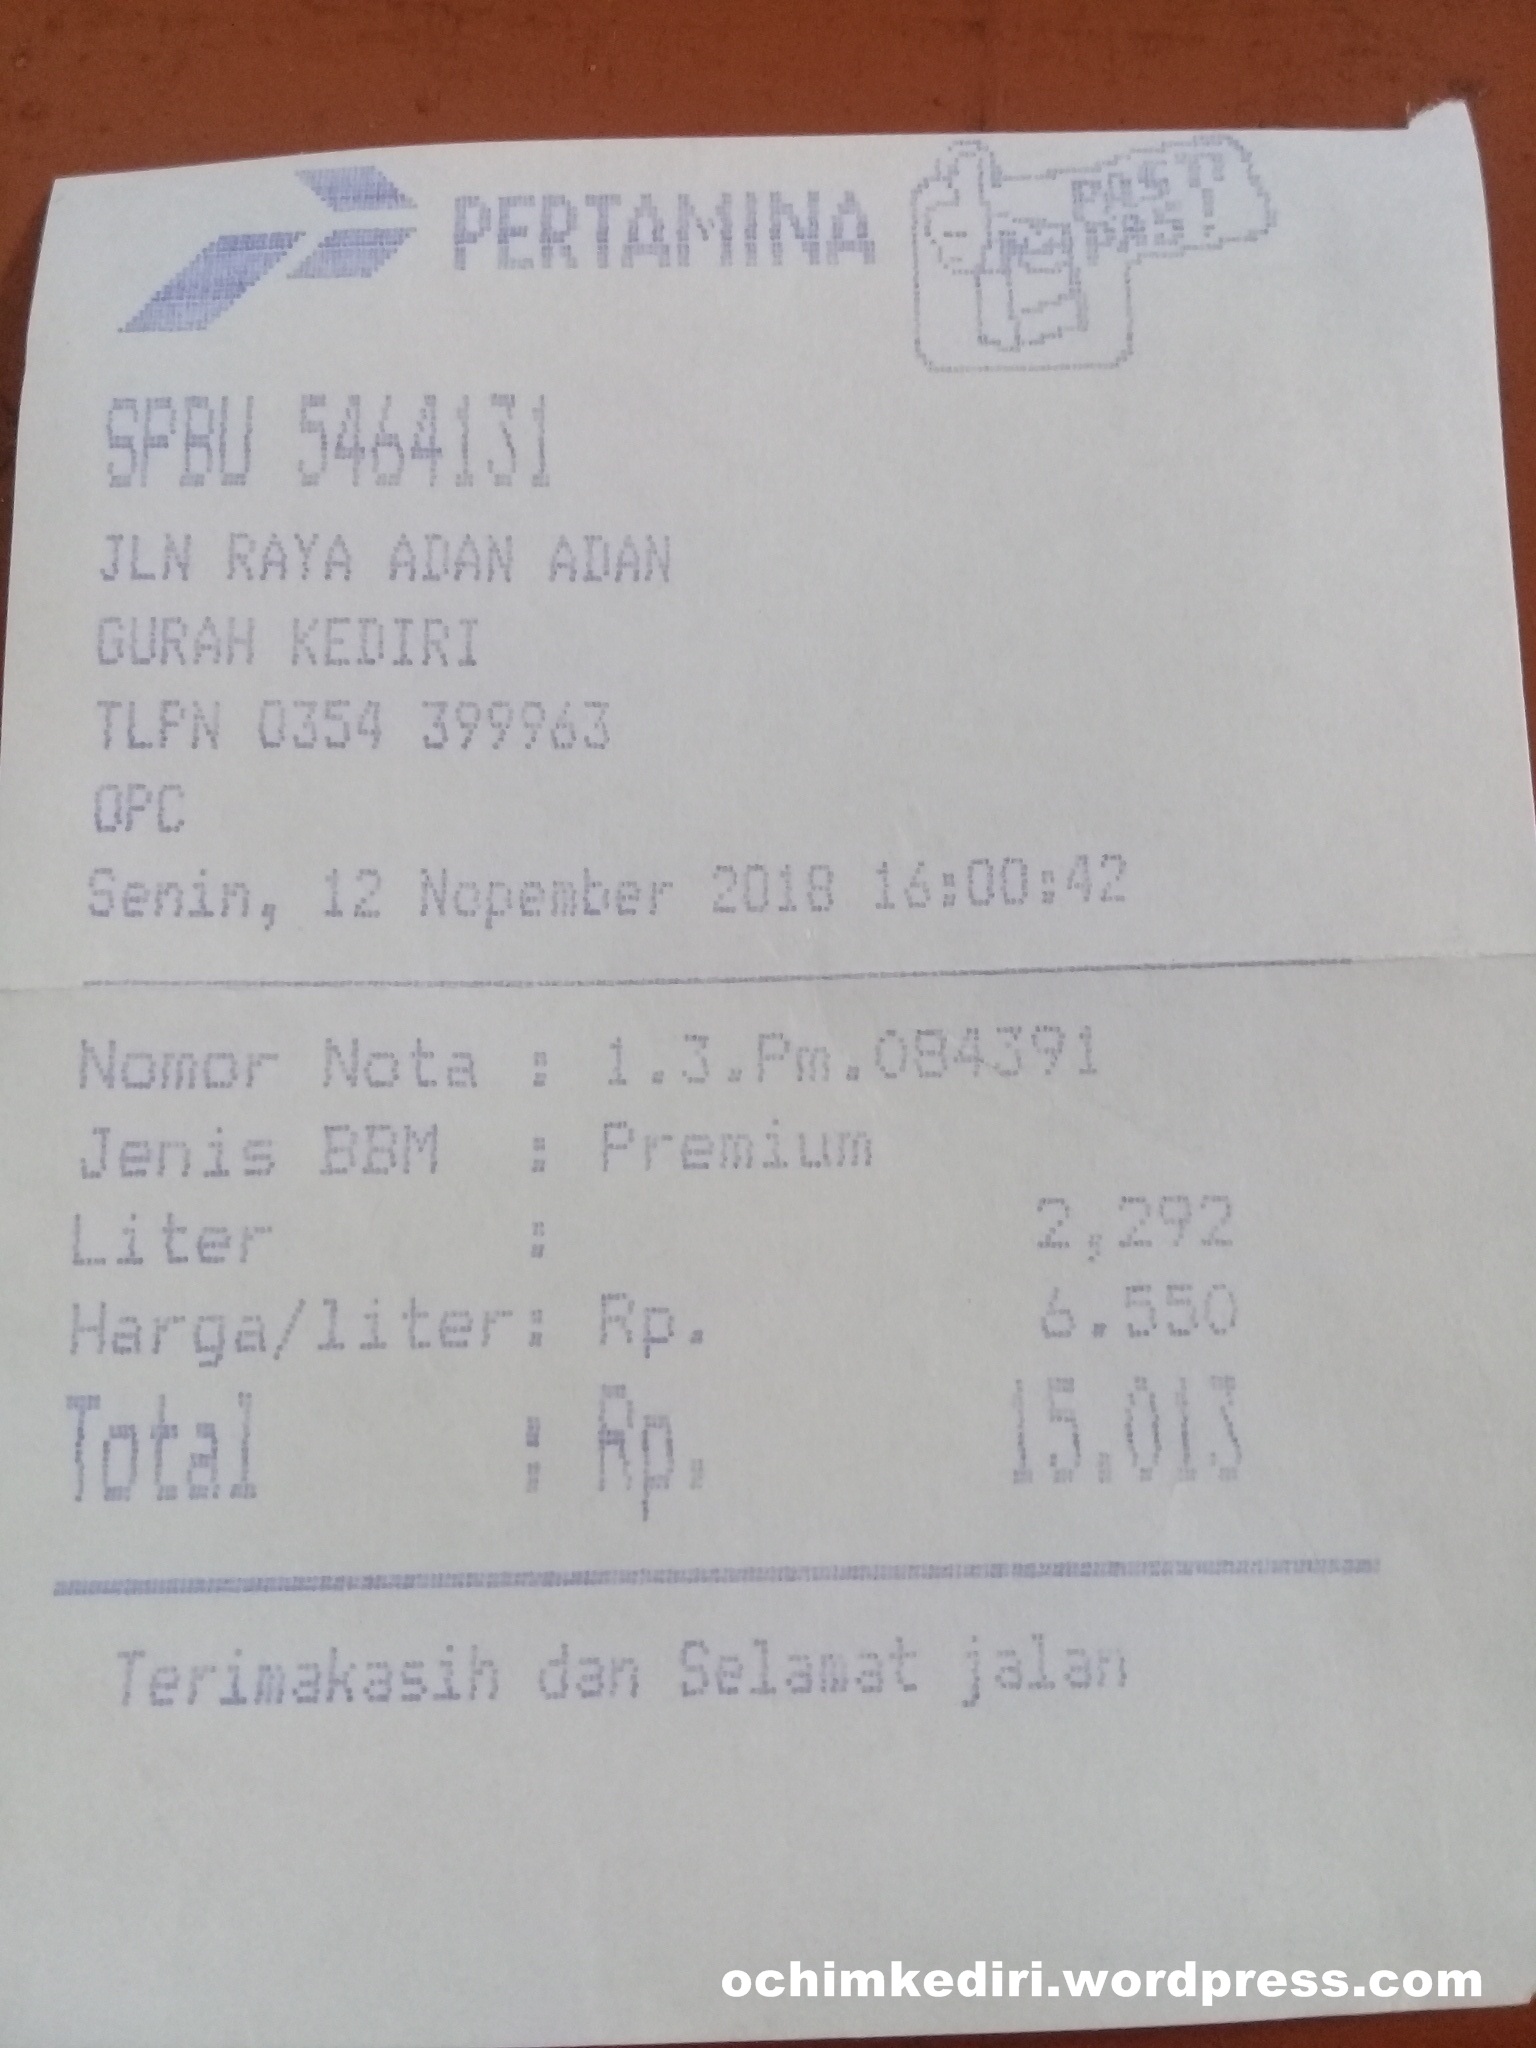 PERTAMINA
PASTI PAS!
SPBU 5464131
JLN RAYA ADAN ADAN
GURAH KEDIRI
TLPN 0354 399963
OPC
Senin, 12 Nopember 2018 16:00:42
Nomor Nota : 1.3.Pm.084391
Jenis BBM : Premium
Liter : 2,292
Harga/liter: Rp. 6.550
Total : Rp. 15.013
Terimakasih dan Selamat jalan
ochimkediri.wordpress.com